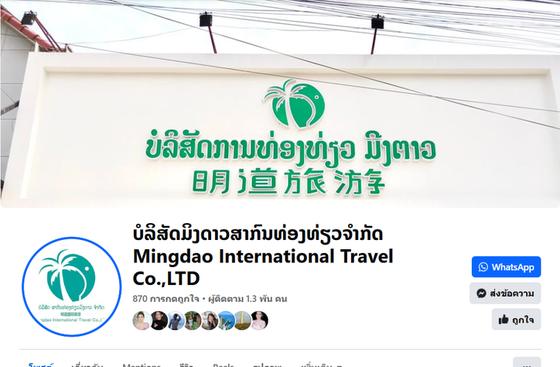 ບໍລິສັດການທ່ອງທ່ຽວ ມີງຕາວ
明道旅游
ບໍລິສັດມິງດາວສາກົນທ່ອງທ່ຽວຈຳກັດ
Mingdao International Travel
Co.,LTD
870 การกดถูกใจ • ผู้ติดตาม 1.3 พัน คน
WhatsApp
ส่งข้อความ
ถูกใจ